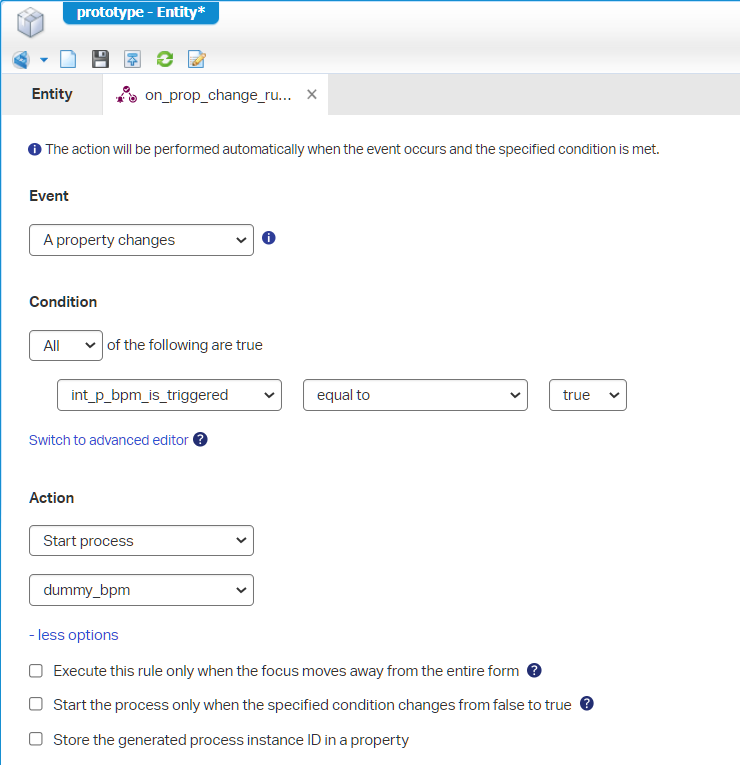 prototype - Entity*
Entity
on_prop_change_ru...
The action will be performed automatically when the event occurs and the specified condition is met.
Event
A property changes
Condition
All of the following are true
int_p_bpm_is_triggered equal to true
Switch to advanced editor
Action
Start process
dummy_bpm
- less options
Execute this rule only when the focus moves away from the entire form
Start the process only when the specified condition changes from false to true
Store the generated process instance ID in a property